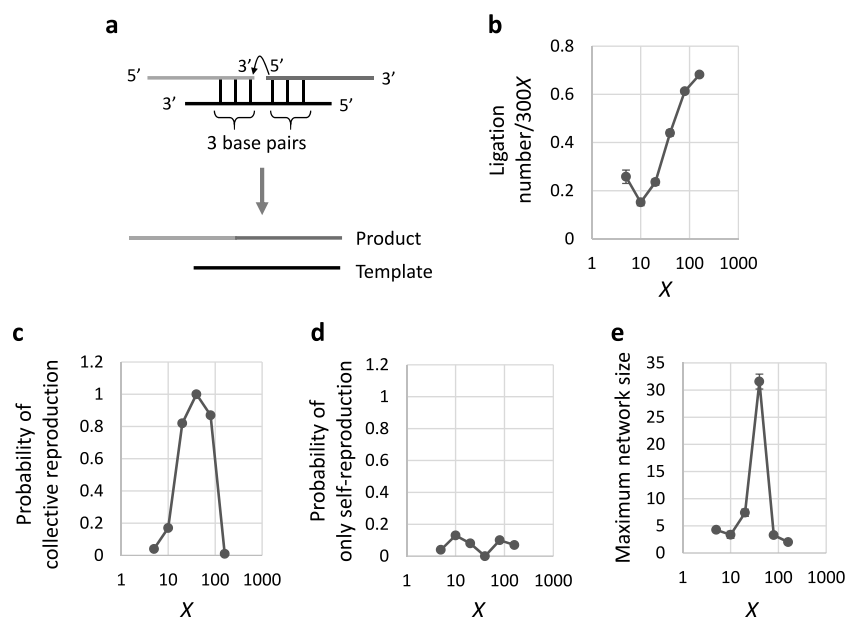 a
5’
3’
5’
3’
3’
5’
3 base pairs
Product
Template
b
Ligation
number/300X
0.8
0.6
0.4
0.2
0
1
10
100
1000
X
c
Probability of
collective reproduction
1.2
1
0.8
0.6
0.4
0.2
0
1
10
100
1000
X
d
Probability of
only self-reproduction
1.2
1
0.8
0.6
0.4
0.2
0
1
10
100
1000
X
e
Maximum network size
35
30
25
20
15
10
5
0
1
10
100
1000
X